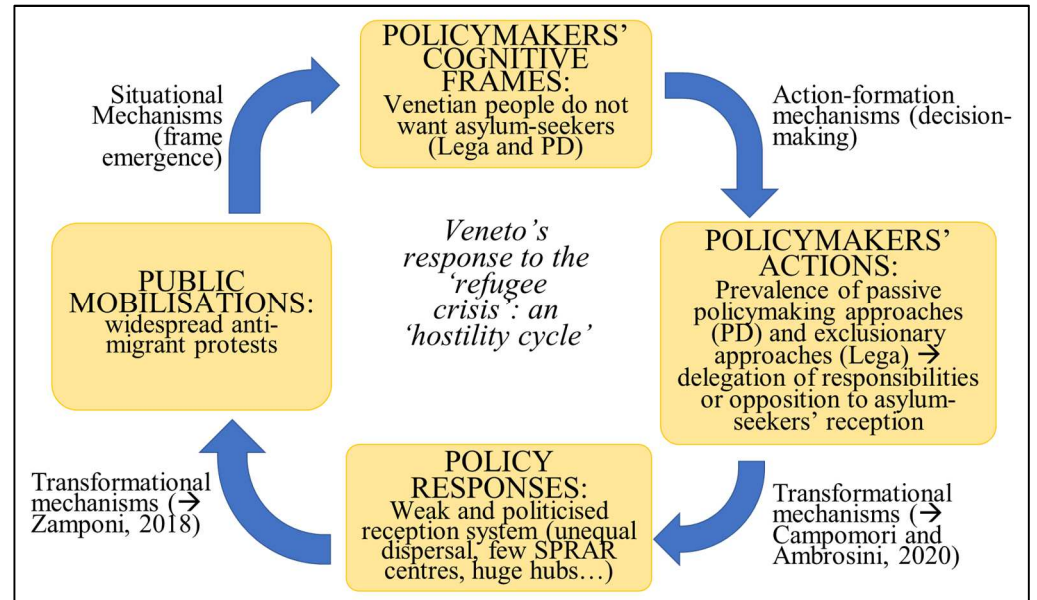 POLICYMAKERS’
COGNITIVE
FRAMES:
Venetian people do not
want asylum-seekers
(Lega and PD)
Situational
Mechanisms
(frame
emergence)
Action-formation
mechanisms (decision-
making)
Veneto’s
response to the
‘refugee
crisis’: an
‘hostility cycle’
PUBLIC
MOBILISATIONS:
widespread anti-
migrant protests
POLICYMAKERS’
ACTIONS:
Prevalence of passive
policymaking approaches
(PD) and exclusionary
approaches (Lega) →
delegation of responsibilities
or opposition to asylum-
seekers’ reception
Transformational
mechanisms (→
Zamponi, 2018)
POLICY
RESPONSES:
Weak and politicised
reception system (unequal
dispersal, few SPRAR
centres, huge hubs…)
Transformational
mechanisms (→
Campomori and
Ambrosini, 2020)